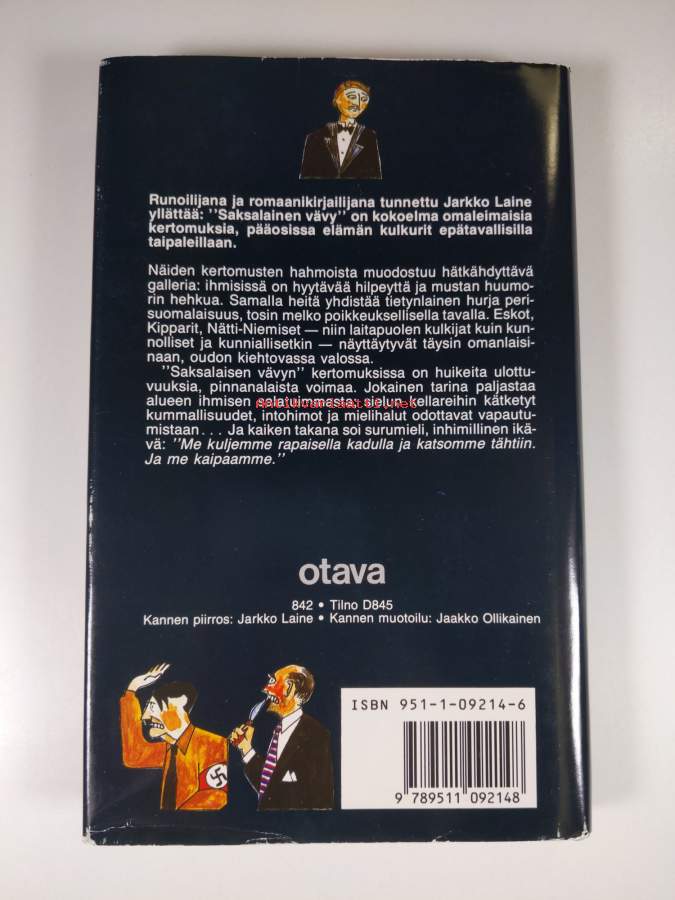 Runoilijana ja romaanikirjailijana tunnettu Jarkko Laine
yllättää: ''Saksalainen vävy'' on kokoelma omaleimaisia
kertomuksia, pääosissa elämän kulkurit epätavallisilla
taipaleillaan.
Näiden kertomusten hahmoista muodostuu hätkähdyttävä
galleria: ihmisissä on hyytävää hilpeyttä ja mustan huumo-
rin hehkua. Samalla heitä yhdistää tietynlainen hurja peri-
suomalaisuus, tosin melko poikkeuksellisella tavalla. Eskot,
Kipparit, Nätti-Niemiset — niin laitapuolen kulkijat kuin kun-
nolliset ja kunniallisetkin — näyttäytyvät täysin omanlaisi-
naan, oudon kiehtovassa valossa.
''Saksalaisen vävyn'' kertomuksissa on huikeita ulottu-
vuuksia, pinnanalaista voimaa. Jokainen tarina paljastaa
alueen ihmisen salatuimmasta: sielun kellareihin kätketyt
Antikvariaatti.net
kummallisuudet, intohimot ja mielihalut odottavat vapautu-
mistaan . . . Ja kaiken takana soi surumieli, inhimillinen ikä-
vä: ''Me kuljemme rapaisella kadulla ja katsomme tähtiin.
Ja me kaipaamme.''
otava
842 • Tilno D845
Kannen piirros: Jarkko Laine • Kannen muotoilu: Jaakko Ollikainen
ISBN 951-1-09214-6
9 789511 092148